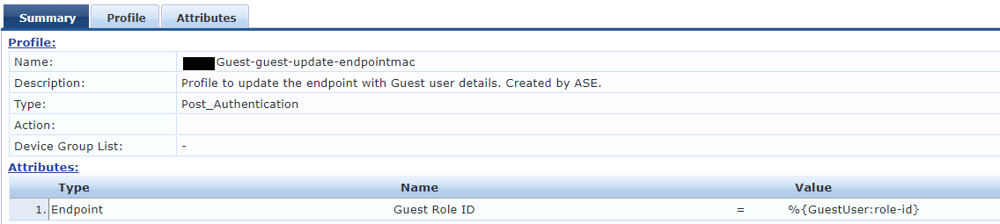 Summary Profile Attributes
Profile:
Name: Guest-guest-update-endpointmac
Description: Profile to update the endpoint with Guest user details. Created by ASE.
Type: Post_Authentication
Action:
Device Group List: -
Attributes:
Type Name Value
1. Endpoint Guest Role ID = %{GuestUser:role-id}